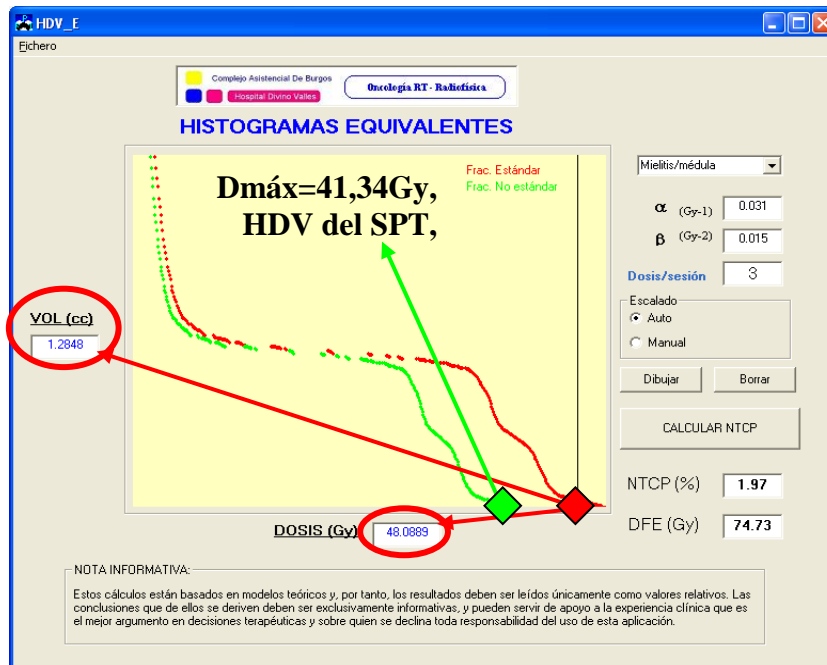 HDV_E
Fichero
Complejo Asistencial De Burgos
Hospital Divino Valles
Oncología RT - Radiofísica
HISTOGRAMAS EQUIVALENTES
Dmáx=41,34Gy,
HDV del SPT,
Frac. Estándar
Frac. No estándar
Mielitis/médula
α (Gy-1) 0.031
β (Gy-2) 0.015
Dosis/sesión 3
Escalado
Auto
Manual
VOL (cc)
1.2848
Dibujar Borrar
CALCULAR NTCP
NTCP (%) 1.97
DOSIS (Gy) 48.0889
DFE (Gy) 74.73
NOTA INFORMATIVA:
Estos cálculos están basados en modelos teóricos y, por tanto, los resultados deben ser leídos únicamente como valores relativos. Las
conclusiones que de ellos se deriven deben ser exclusivamente informativas, y pueden servir de apoyo a la experiencia clínica que es
el mejor argumento en decisiones terapéuticas y sobre quien se declina toda responsabilidad del uso de esta aplicación.